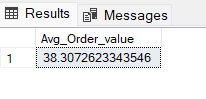 Results Messages
Avg_Order_value
1 38.3072623343546